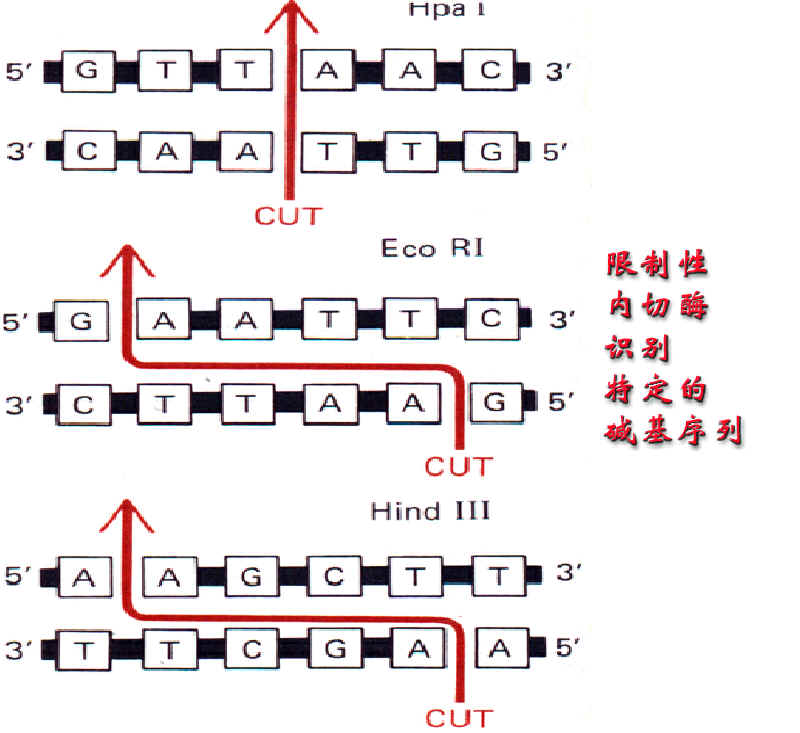 Hpa I
5' G T T A A C 3'
3' C A A T T G 5'
CUT
Eco RI
5' G A A T T C 3'
3' C T T A A G 5'
CUT
Hind III
5' A A G C T T 3'
3' T T C G A A 5'
CUT
限制性
内切酶
识别
特定的
碱基序列